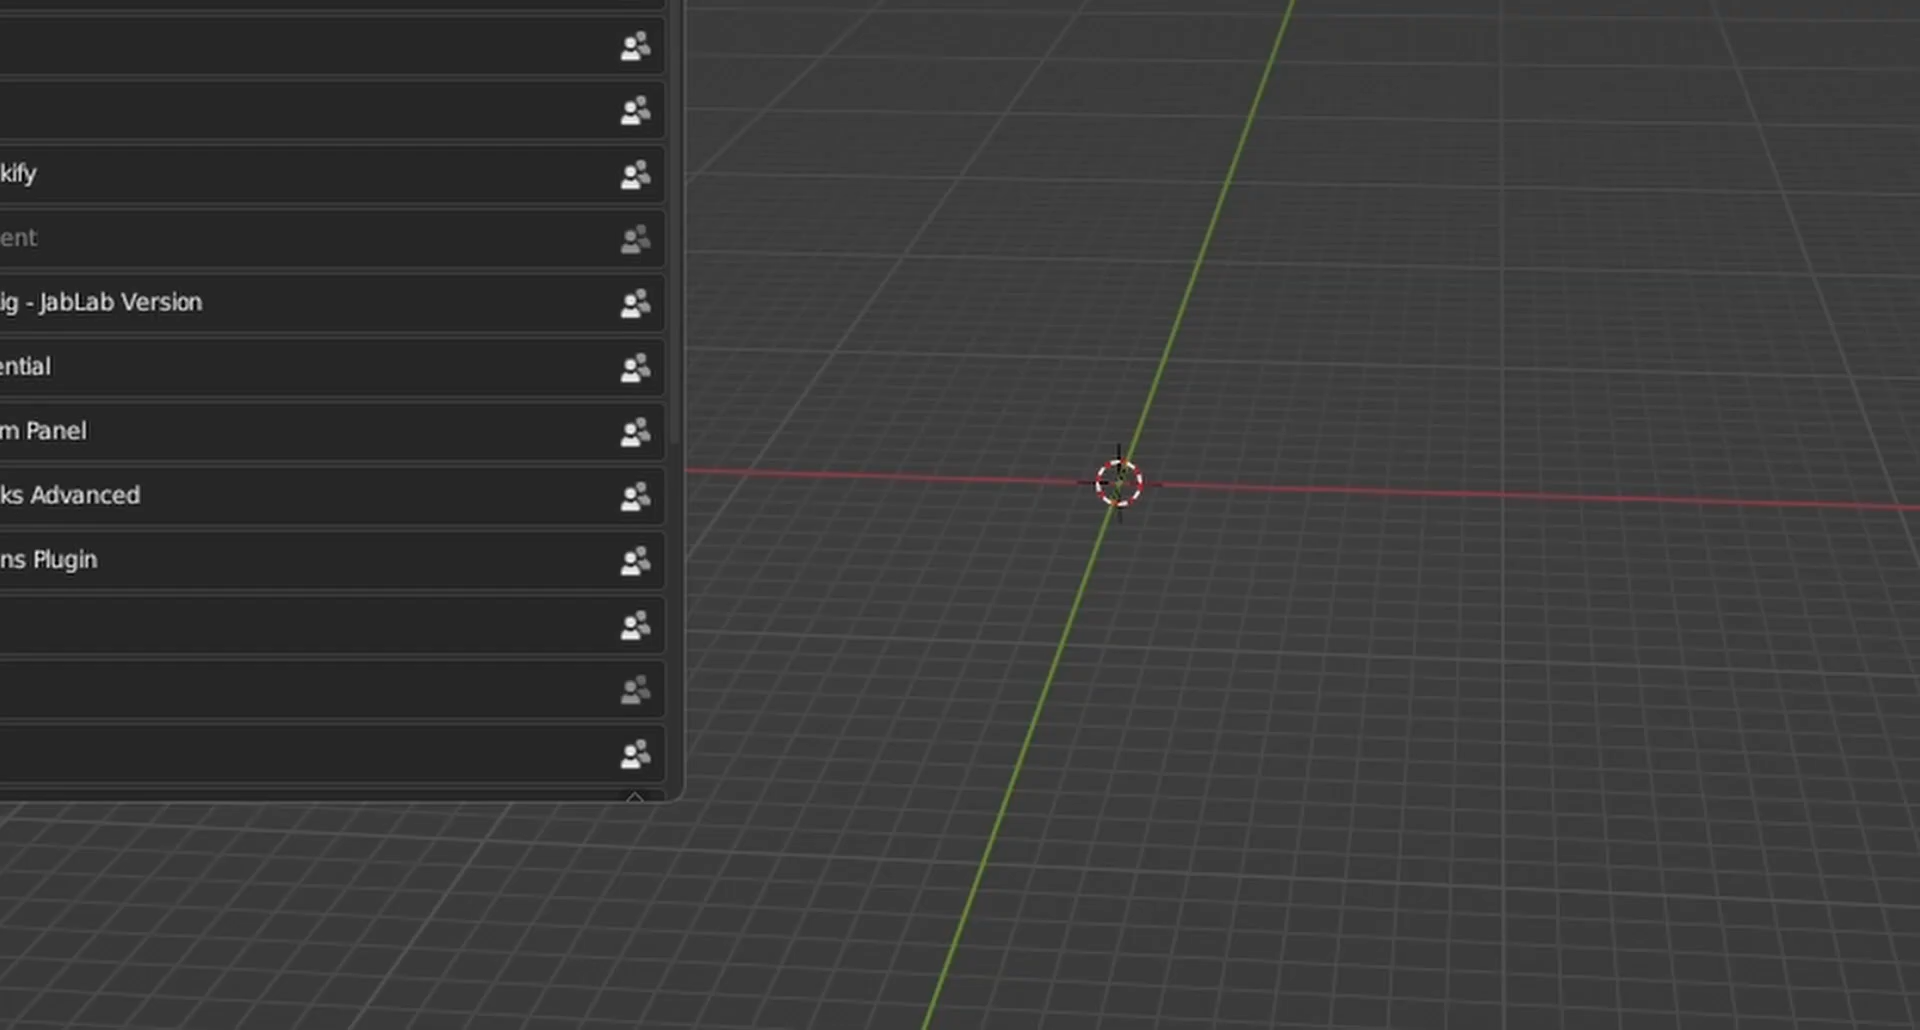 kify
ent
ig - JabLab Version
ential
m Panel
ks Advanced
ns Plugin